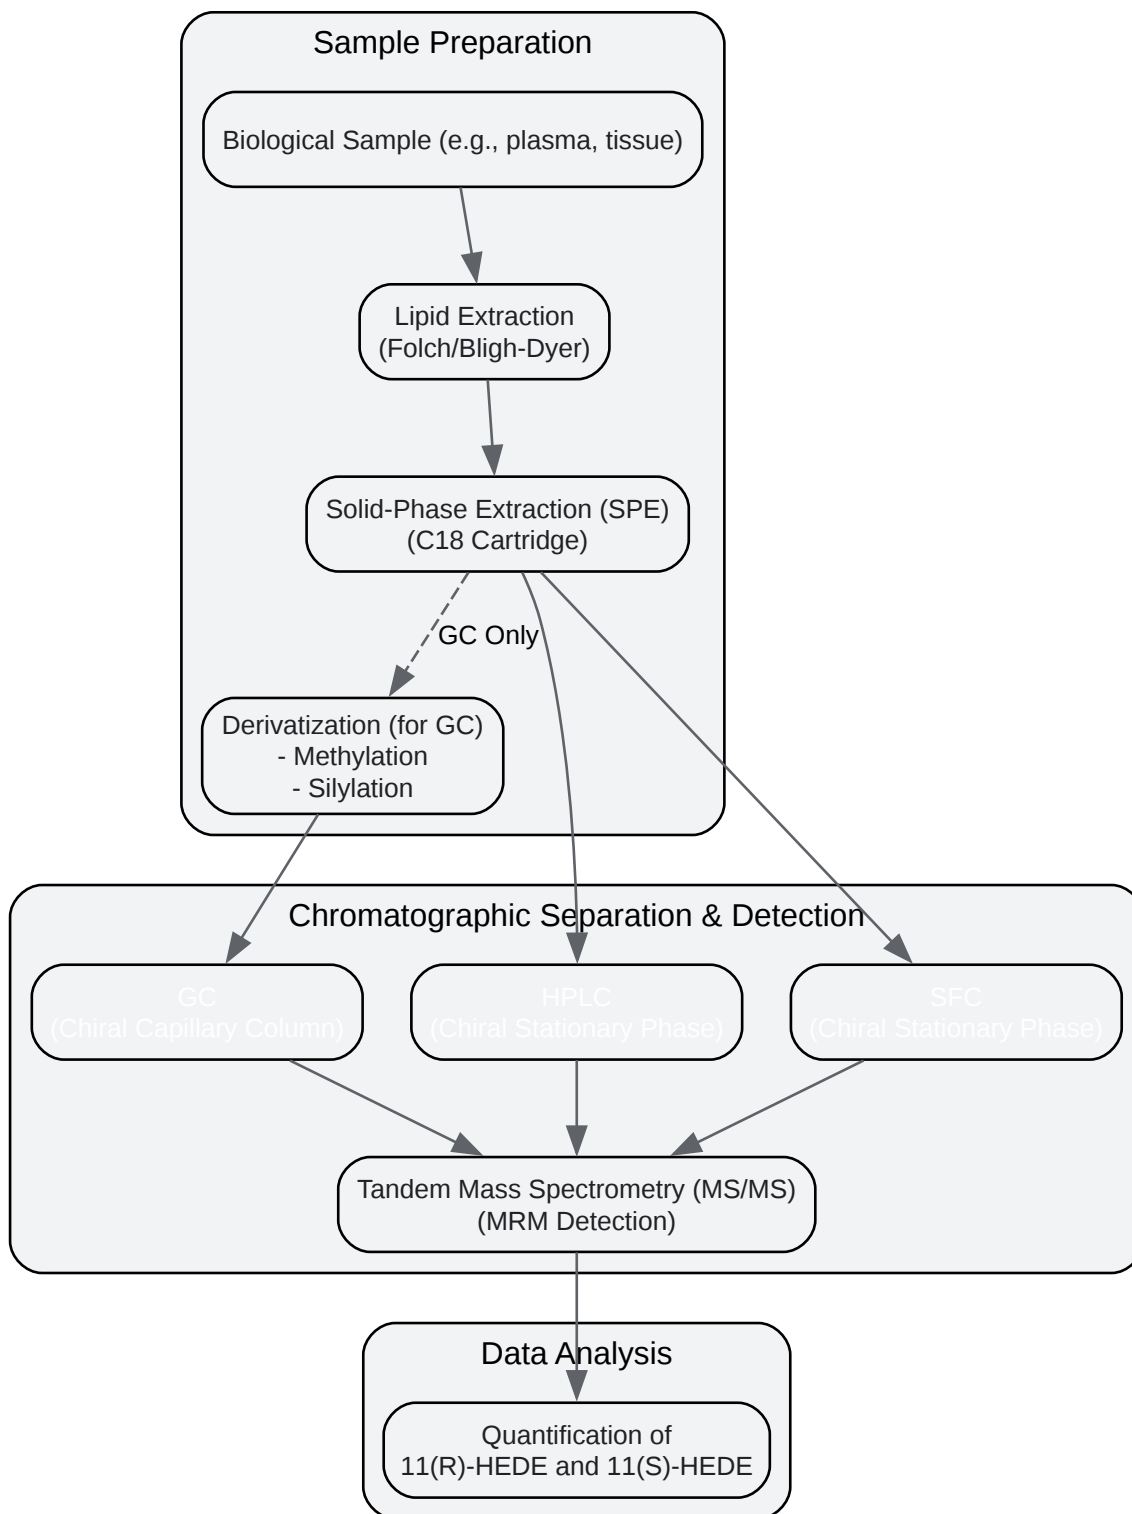 Sample Preparation
Biological Sample (e.g., plasma, tissue)
Lipid Extraction
(Folch/Bligh-Dyer)
Solid-Phase Extraction (SPE)
(C18 Cartridge)
GC Only
Derivatization (for GC)
- Methylation
- Silylation
Chromatographic Separation & Detection
GC
(Chiral Capillary Column)
HPLC
(Chiral Stationary Phase)
SFC
(Chiral Stationary Phase)
Tandem Mass Spectrometry (MS/MS)
(MRM Detection)
Data Analysis
Quantification of
11(R)-HEDE and 11(S)-HEDE